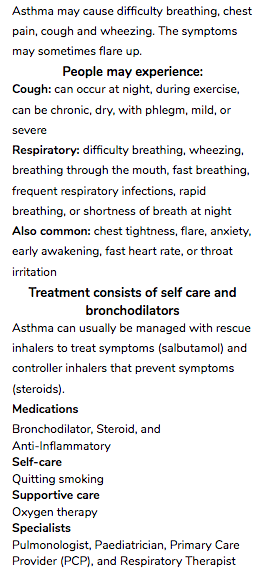 Asthma may cause difficulty breathing, chest
pain, cough and wheezing. The symptoms
may sometimes flare up.
People may experience:
Cough: can occur at night, during exercise,
can be chronic, dry, with phlegm, mild, or
severe
Respiratory: difficulty breathing, wheezing,
breathing through the mouth, fast breathing,
frequent respiratory infections, rapid
breathing, or shortness of breath at night
Also common: chest tightness, flare, anxiety,
early awakening, fast heart rate, or throat
irritation
Treatment consists of self care and
bronchodilators
Asthma can usually be managed with rescue
inhalers to treat symptoms (salbutamol) and
controller inhalers that prevent symptoms
(steroids).
Medications
Bronchodilator, Steroid, and
Anti-Inflammatory
Self-care
Quitting smoking
Supportive care
Oxygen therapy
Specialists
Pulmonologist, Paediatrician, Primary Care
Provider (PCP), and Respiratory Therapist